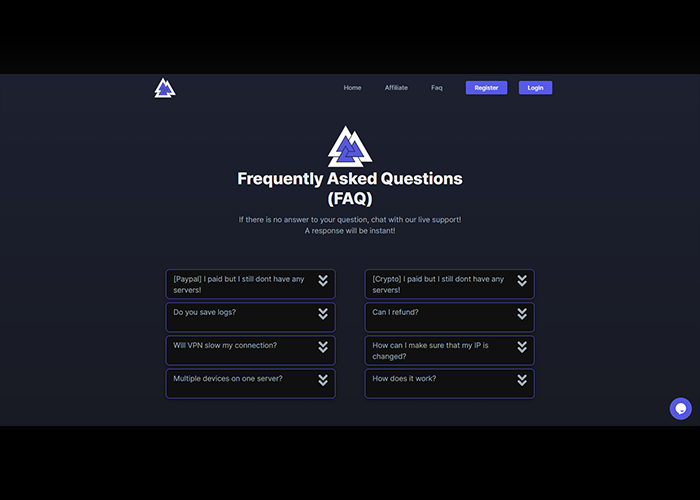 Home Affiliate Faq Register Login
Frequently Asked Questions
(FAQ)
If there is no answer to your question, chat with our live support!
A response will be instant!
[Paypal] I paid but I still dont have any
servers!
[Crypto] I paid but I still dont have any
servers!
Do you save logs?
Can I refund?
Will VPN slow my connection?
How can I make sure that my IP is
changed?
Multiple devices on one server?
How does it work?